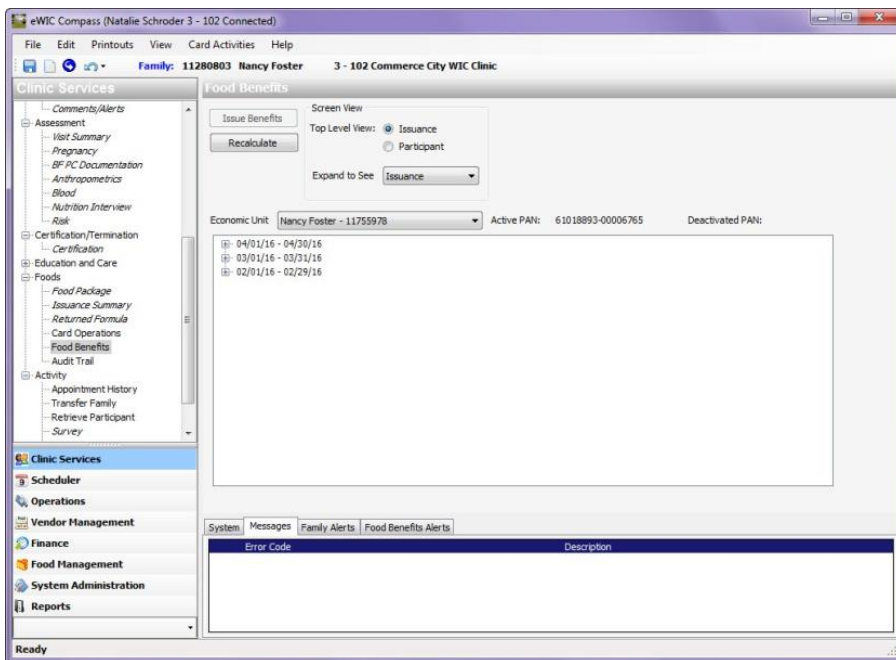 eWIC Compass (Natalie Schroder 3 - 102 Connected)
File Edit Printouts View Card Activities Help
Family: 11280803 Nancy Foster 3 - 102 Commerce City WIC Clinic
Clinic Services
Food Benefits
Comments/Alerts
Assessment
Visit Summary
Pregnancy
BF PC Documentation
Anthropometrics
Blood
Nutrition Interview
Risk
Certification/Termination
Certification
Education and Care
Foods
Food Package
Issuance Summary
Returned Formula
Card Operations
Food Benefits
Audit Trail
Activity
Appointment History
Transfer Family
Retrieve Participant
Survey
Clinic Services
9 Scheduler
Operations
Vendor Management
Finance
Food Management
System Administration
Reports
Issue Benefits
Recalculate
Screen View
Top Level View: Issuance
Participant
Expand to See Issuance
Economic Unit Nancy Foster - 11755978 Active PAN: 61018893-00006765 Deactivated PAN:
04/01/16 - 04/30/16
03/01/16 - 03/31/16
02/01/16 - 02/29/16
System Messages Family Alerts Food Benefits Alerts
Error Code Description
Ready